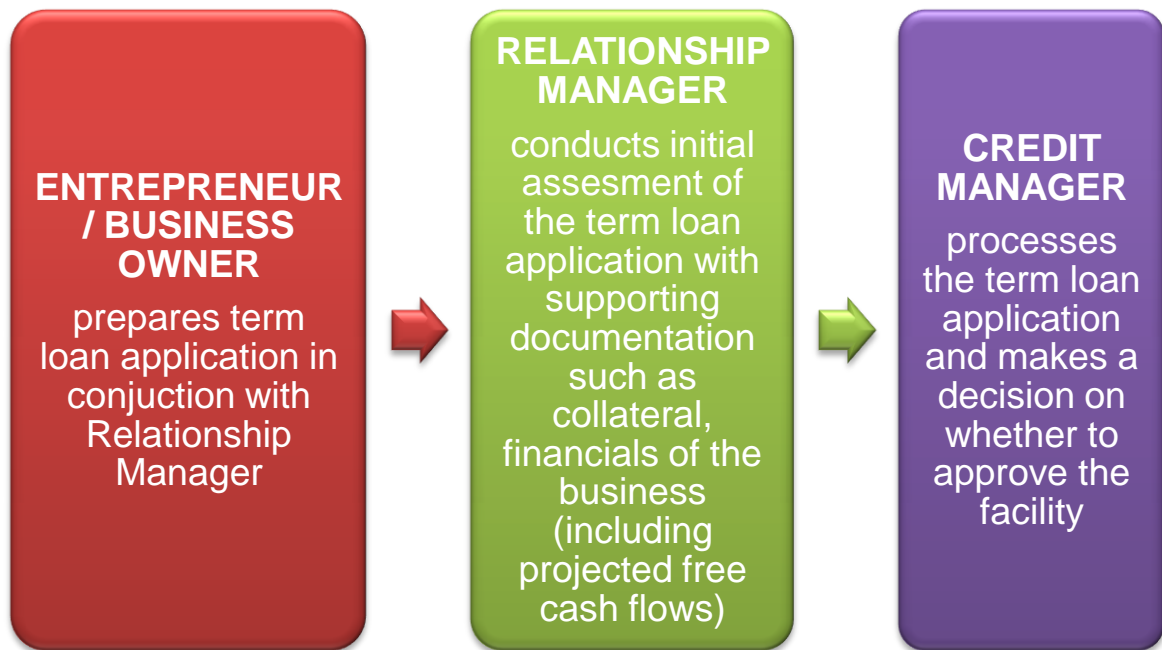 ENTREPRENEUR
/ BUSINESS
OWNER
prepares term
loan application in
conjuction with
Relationship
Manager
RELATIONSHIP
MANAGER
conducts initial
assesment of
the term loan
application with
supporting
documentation
such as
collateral,
financials of the
business
(including
projected free
cash flows)
CREDIT
MANAGER
processes
the term loan
application
and makes a
decision on
whether to
approve the
facility